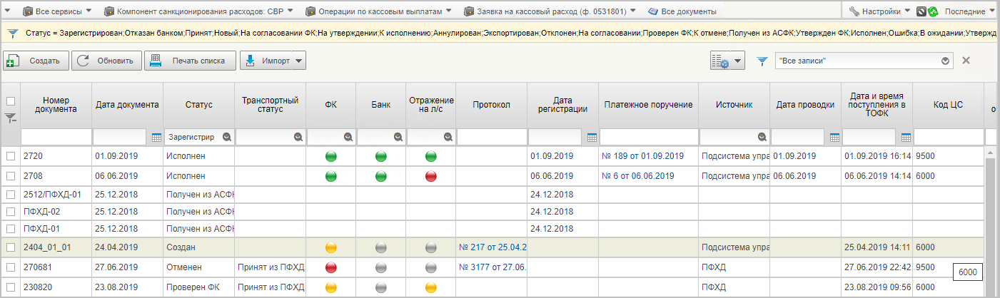 Все сервисы Компонент санкционирования расходов: СВР Операции по кассовым выплатам Заявка на кассовый расход (ф. 0531801) Все документы Настройки Последние
Статус = Зарегистрирован;Отказан банком;Принят;Новый;На согласовании ФК;На утверждении;К исполнению;Аннулирован;Экспортирован;Отклонен;На согласовании;Проверен ФК;К отмене;Получен из АСФК;Утвержден ФК;Исполнен;Ошибка;В ожидании;Утвержд
Создать Обновить Печать списка Импорт "Все записи"
Номер документа Дата документа Статус Транспортный статус ФК Банк Отражение на л/с Протокол Дата регистрации Платежное поручение Источник Дата проводки Дата и время поступления в ТОФК Код ЦС
Зарегистрир
2720 01.09.2019 Исполнен 01.09.2019 № 189 от 01.09.2019 Подсистема упра 01.09.2019 01.09.2019 16:14 9500
2708 06.06.2019 Исполнен 06.06.2019 № 6 от 06.06.2019 Подсистема упра 06.06.2019 06.06.2019 14:14 6000
2512/ПФХД-01 25.12.2018 Получен из АСФК 24.12.2018
ПФХД-02 25.12.2018 Получен из АСФК 24.12.2018
ПФХД-01 25.12.2018 Получен из АСФК 24.12.2018
2404_01_01 24.04.2019 Создан № 217 от 25.04.2 Подсистема упра 25.04.2019 14:11 6000
270681 27.06.2019 Отменен Принят из ПФХД № 3177 от 27.06. ПФХД 27.06.2019 22:42 9500
6000
230820 23.08.2019 Проверен ФК Принят из ПФХД ПФХД 23.08.2019 09:56 6000